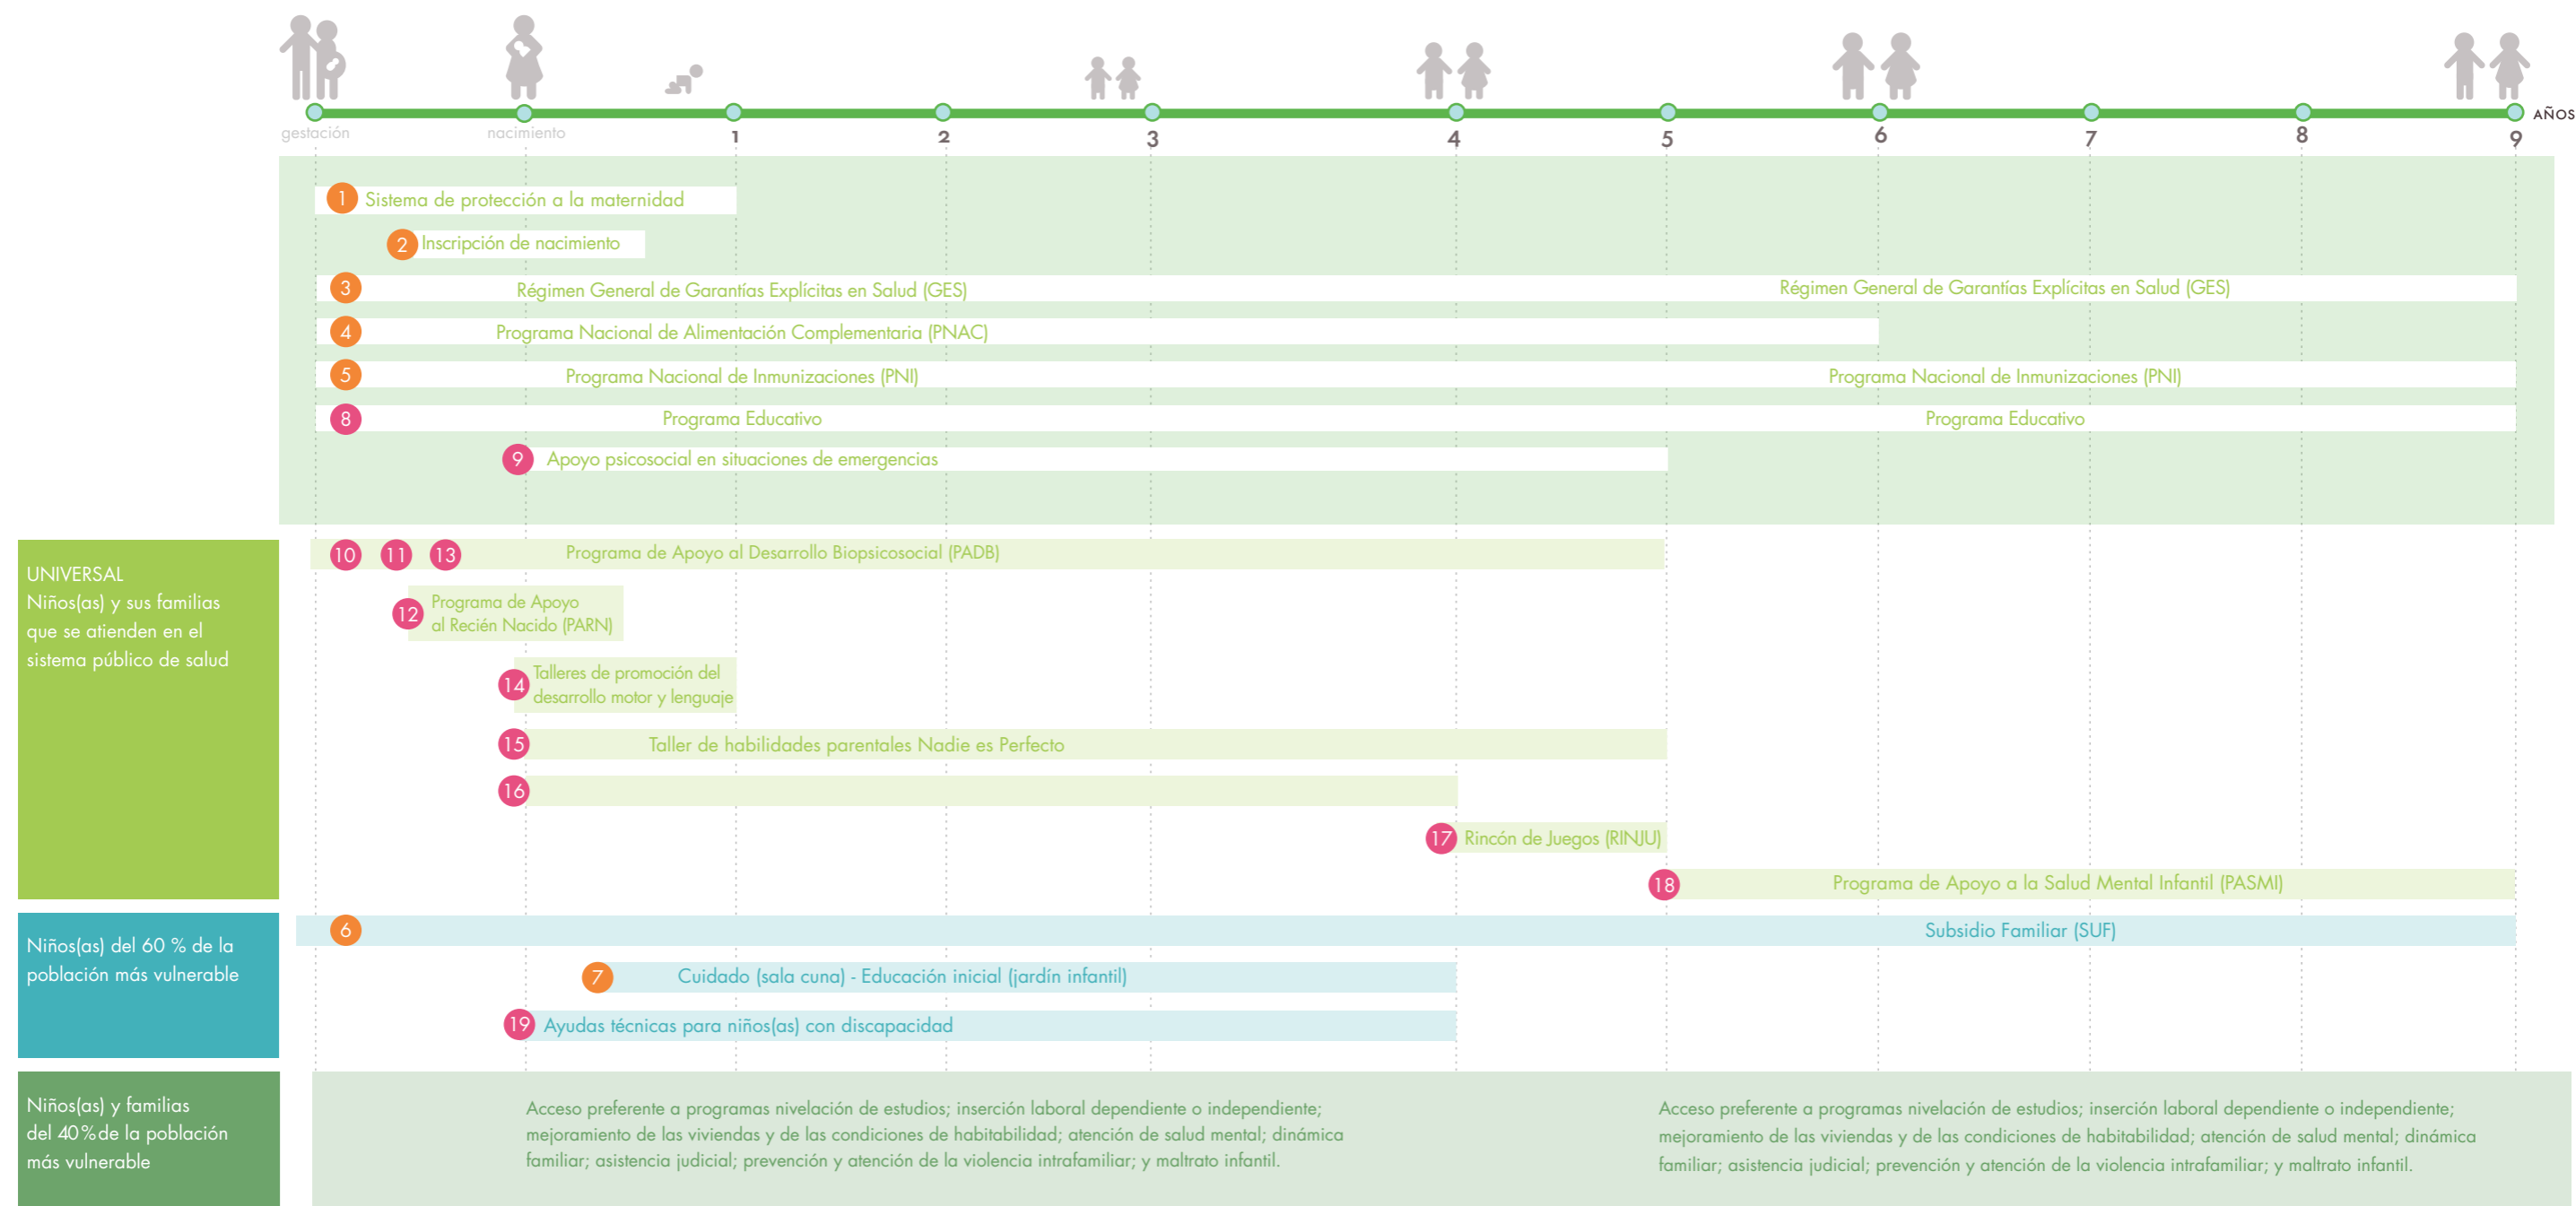 gestación
nacimiento
1
2
3
4
5
6
7
8
9
AÑOS
1 Sistema de protección a la maternidad
2 Inscripción de nacimiento
3 Régimen General de Garantías Explícitas en Salud (GES) Régimen General de Garantías Explícitas en Salud (GES)
4 Programa Nacional de Alimentación Complementaria (PNAC)
5 Programa Nacional de Inmunizaciones (PNI) Programa Nacional de Inmunizaciones (PNI)
8 Programa Educativo Programa Educativo
9 Apoyo psicosocial en situaciones de emergencias
UNIVERSAL
Niños(as) y sus familias
que se atienden en el
sistema público de salud
10 11 13 Programa de Apoyo al Desarrollo Biopsicosocial (PADB)
12 Programa de Apoyo
al Recién Nacido (PARN)
14 Talleres de promoción del
desarrollo motor y lenguaje
15 Taller de habilidades parentales Nadie es Perfecto
16
17 Rincón de Juegos (RINJU)
18 Programa de Apoyo a la Salud Mental Infantil (PASMI)
Niños(as) del 60 % de la
población más vulnerable
6 Subsidio Familiar (SUF)
7 Cuidado (sala cuna) - Educación inicial (jardín infantil)
19 Ayudas técnicas para niños(as) con discapacidad
Niños(as) y familias
del 40% de la población
más vulnerable
Acceso preferente a programas nivelación de estudios; inserción laboral dependiente o independiente;
mejoramiento de las viviendas y de las condiciones de habitabilidad; atención de salud mental; dinámica
familiar; asistencia judicial; prevención y atención de la violencia intrafamiliar; y maltrato infantil.
Acceso preferente a programas nivelación de estudios; inserción laboral dependiente o independiente;
mejoramiento de las viviendas y de las condiciones de habitabilidad; atención de salud mental; dinámica
familiar; asistencia judicial; prevención y atención de la violencia intrafamiliar; y maltrato infantil.